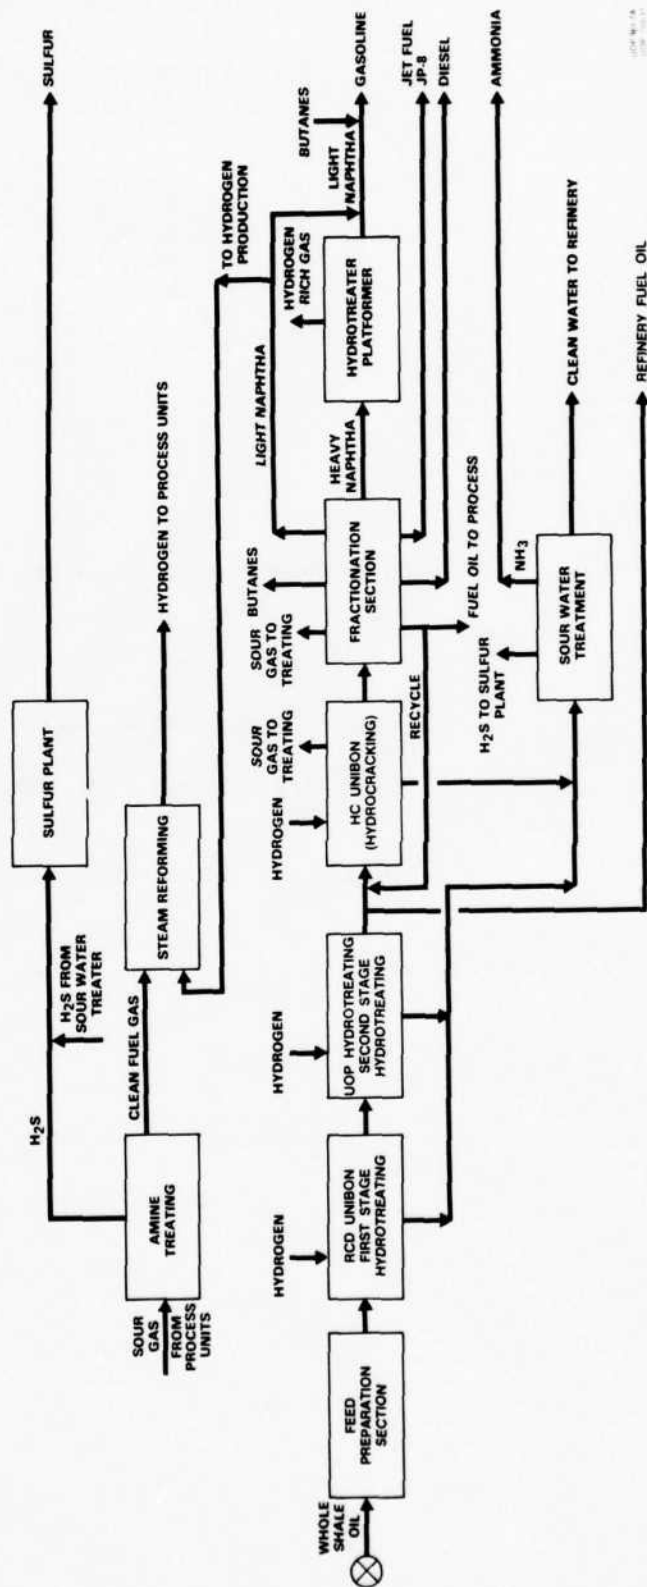 SULFUR
SULFUR PLANT
H2S
H2S FROM
SOUR WATER
TREATER
AMINE
TREATING
SOUR
GAS
FROM PROCESS
UNITS
CLEAN FUEL GAS
STEAM REFORMING
HYDROGEN TO PROCESS UNITS
TO HYDROGEN
PRODUCTION
BUTANES
LIGHT
NAPHTHA
GASOLINE
HYDROGEN
RICH GAS
LIGHT NAPHTHA
HYDROTREATER
PLATFORMER
HEAVY
NAPHTHA
BUTANES
SOUR
GAS TO
TREATING
FRACTIONATION
SECTION
JET FUEL
JP-8
DIESEL
SOUR
GAS TO
TREATING
HYDROGEN
HC UNIBON
(HYDROCRACKING)
RECYCLE
FUEL OIL TO PROCESS
HYDROGEN
UOP HYDROTREATING
SECOND STAGE
HYDROTREATING
HYDROGEN
RCD UNIBON
FIRST STAGE
HYDROTREATING
FEED
PREPARATION
SECTION
WHOLE
SHALE
OIL
H2S TO SULFUR
PLANT
NH3
AMMONIA
SOUR WATER
TREATMENT
CLEAN WATER TO REFINERY
REFINERY FUEL OIL